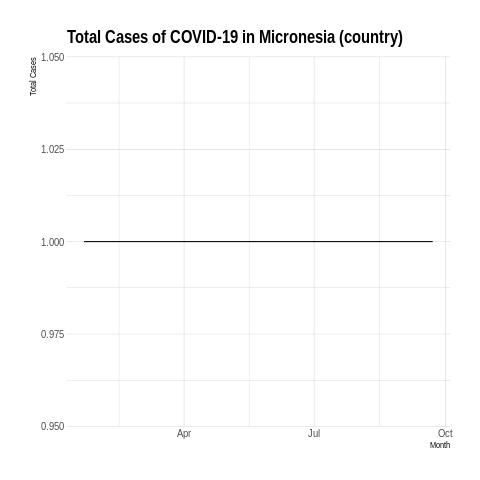 Total Cases of COVID-19 in Micronesia (country)
Total Cases
1.050
1.025
1.000
0.975
0.950
Apr Jul Oct
Month